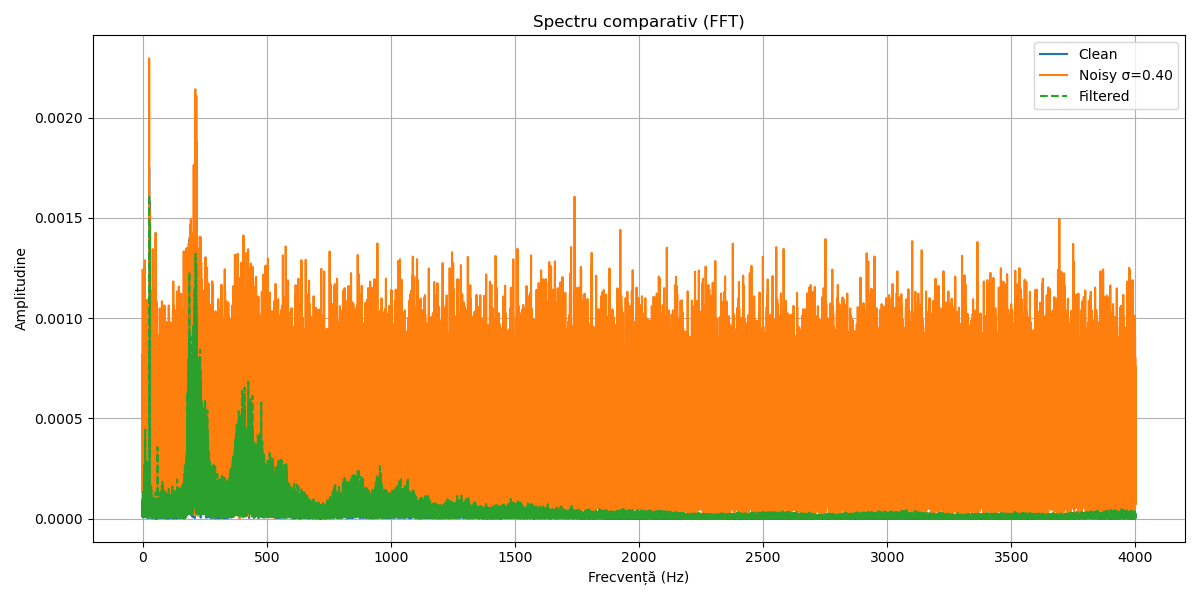 Spectru comparativ (FFT)
Clean
Noisy σ=0.40
Filtered
Amplitudine
0.0020
0.0015
0.0010
0.0005
0.0000
0 500 1000 1500 2000 2500 3000 3500 4000
Frecvență (Hz)